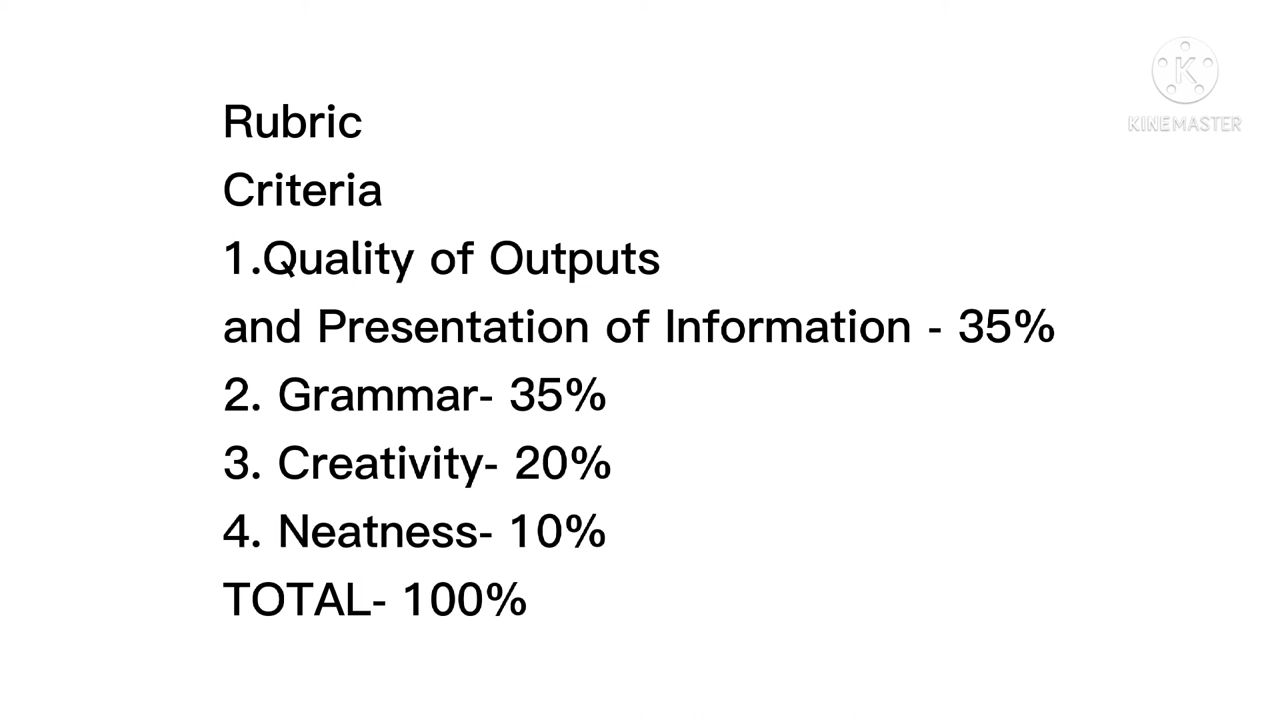 Rubric
Criteria
1.Quality of Outputs
and Presentation of Information - 35%
2. Grammar- 35%
3. Creativity- 20%
4. Neatness- 10%
TOTAL- 100%
K
KINEMASTER